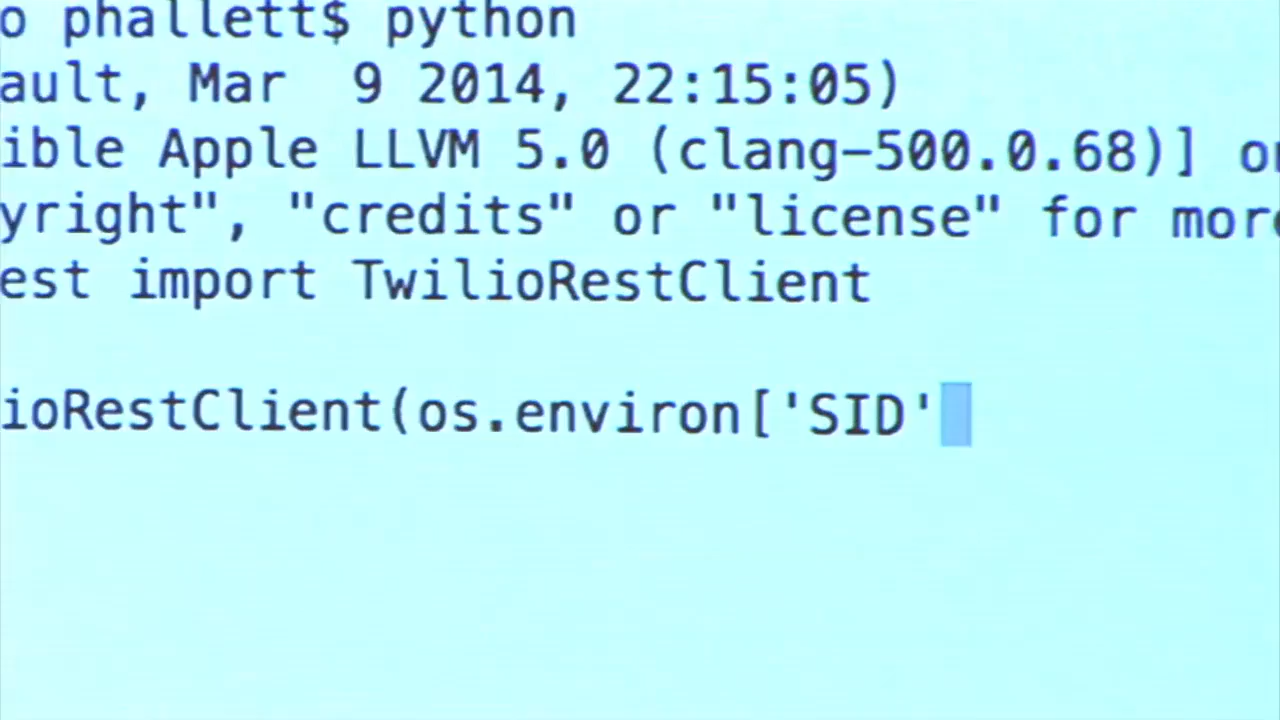 o phallett$ python
ault, Mar  9 2014, 22:15:05)
ible Apple LLVM 5.0 (clang-500.0.68)] on
yright", "credits" or "license" for more
est import TwilioRestClient
ioRestClient(os.environ['SID'